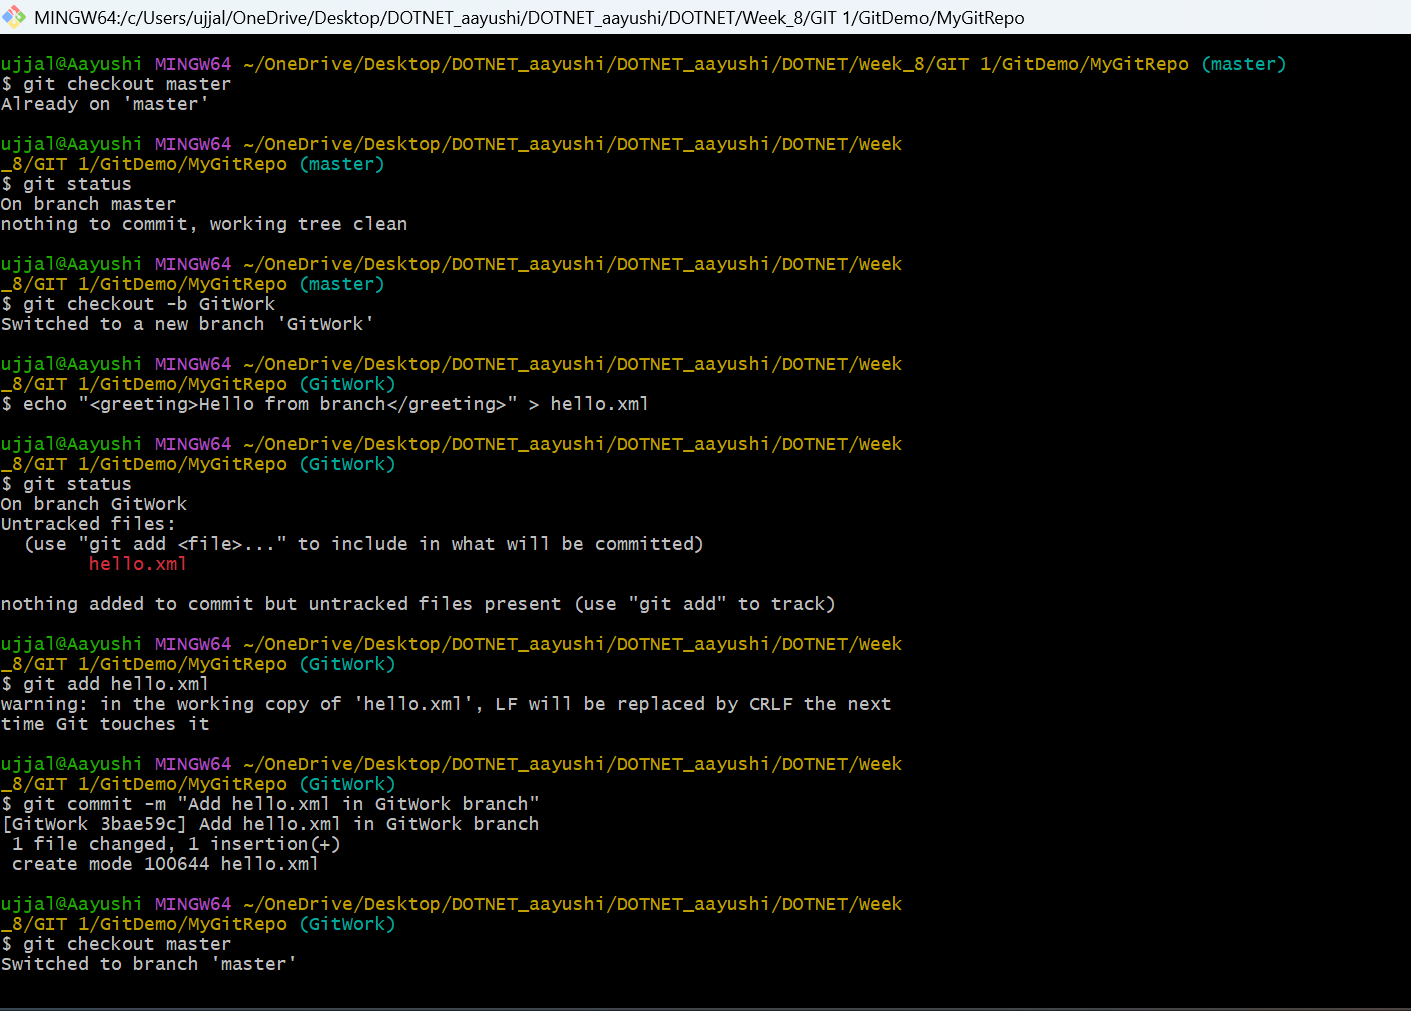 MINGW64:/c/Users/ujjal/OneDrive/Desktop/DOTNET_aayushi/DOTNET_aayushi/DOTNET/Week_8/GIT 1/GitDemo/MyGitRepo
ujjal@Aayushi MINGW64 ~/OneDrive/Desktop/DOTNET_aayushi/DOTNET_aayushi/DOTNET/Week_8/GIT 1/GitDemo/MyGitRepo (master)
$ git checkout master
Already on 'master'
ujjal@Aayushi MINGW64 ~/OneDrive/Desktop/DOTNET_aayushi/DOTNET_aayushi/DOTNET/Week
_8/GIT 1/GitDemo/MyGitRepo (master)
$ git status
On branch master
nothing to commit, working tree clean
ujjal@Aayushi MINGW64 ~/OneDrive/Desktop/DOTNET_aayushi/DOTNET_aayushi/DOTNET/Week
_8/GIT 1/GitDemo/MyGitRepo (master)
$ git checkout -b GitWork
Switched to a new branch 'GitWork'
ujjal@Aayushi MINGW64 ~/OneDrive/Desktop/DOTNET_aayushi/DOTNET_aayushi/DOTNET/Week
_8/GIT 1/GitDemo/MyGitRepo (GitWork)
$ echo "<greeting>Hello from branch</greeting>" > hello.xml
ujjal@Aayushi MINGW64 ~/OneDrive/Desktop/DOTNET_aayushi/DOTNET_aayushi/DOTNET/Week
_8/GIT 1/GitDemo/MyGitRepo (GitWork)
$ git status
On branch GitWork
Untracked files:
  (use "git add <file>..." to include in what will be committed)
        hello.xml
nothing added to commit but untracked files present (use "git add" to track)
ujjal@Aayushi MINGW64 ~/OneDrive/Desktop/DOTNET_aayushi/DOTNET_aayushi/DOTNET/Week
_8/GIT 1/GitDemo/MyGitRepo (GitWork)
$ git add hello.xml
warning: in the working copy of 'hello.xml', LF will be replaced by CRLF the next
time Git touches it
ujjal@Aayushi MINGW64 ~/OneDrive/Desktop/DOTNET_aayushi/DOTNET_aayushi/DOTNET/Week
_8/GIT 1/GitDemo/MyGitRepo (GitWork)
$ git commit -m "Add hello.xml in GitWork branch"
[GitWork 3bae59c] Add hello.xml in GitWork branch
 1 file changed, 1 insertion(+)
 create mode 100644 hello.xml
ujjal@Aayushi MINGW64 ~/OneDrive/Desktop/DOTNET_aayushi/DOTNET_aayushi/DOTNET/Week
_8/GIT 1/GitDemo/MyGitRepo (GitWork)
$ git checkout master
Switched to branch 'master'